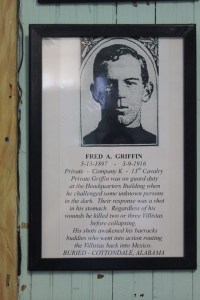 FRED A. GRIFFIN
5-13-1897 - 3-9-1916
Private - Company K - 13th Cavalry
Private Griffin was on guard duty
at the Headquarters Building when
he challenged some unknown persons
in the dark. Their response was a shot
in his stomach. Regardless of his
wounds he killed two or three Villistas
before collapsing.
His shots awakened his barracks
buddies who went into action routing
the Villistas back into Mexico.
BURIED - COTTONDALE, ALABAMA